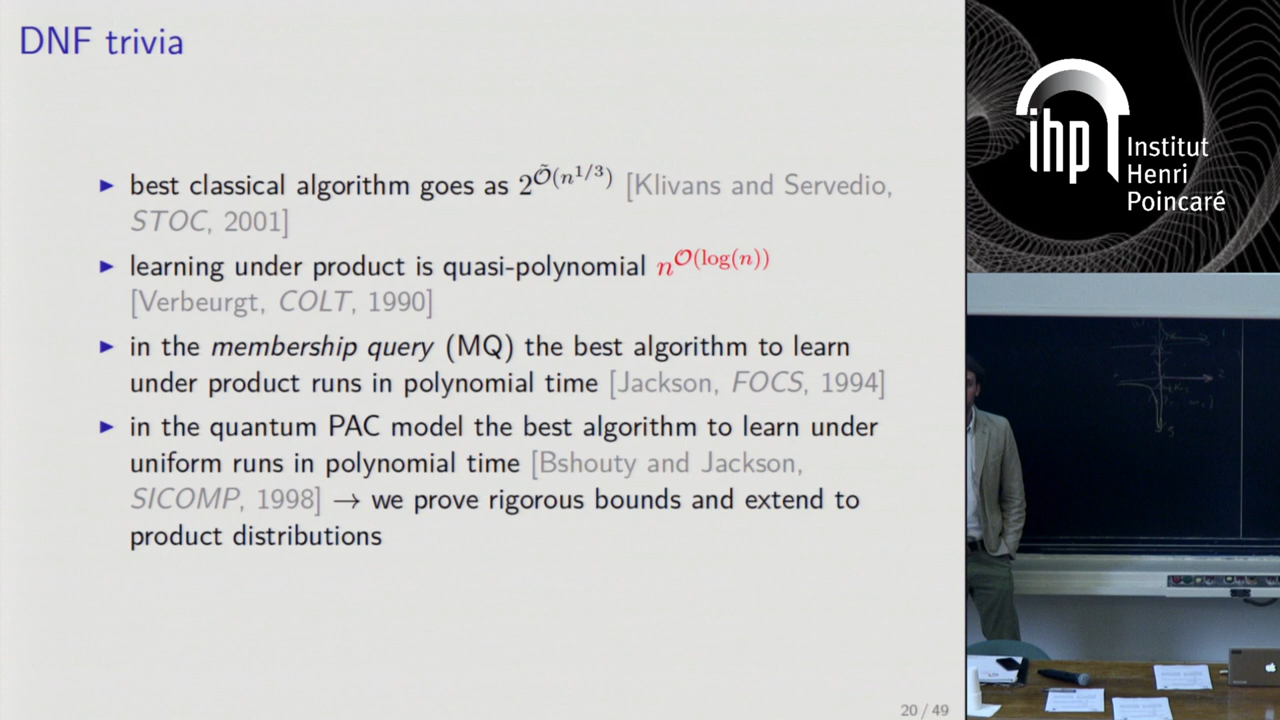 DNF trivia
▶ best classical algorithm goes as $2^{\tilde{\mathcal{O}}(n^{1/3})}$ [Klivans and Servedio,
STOC, 2001]
▶ learning under product is quasi-polynomial $n^{\mathcal{O}(\log(n))}$
[Verbeurgt, COLT, 1990]
▶ in the membership query (MQ) the best algorithm to learn
under product runs in polynomial time [Jackson, FOCS, 1994]
▶ in the quantum PAC model the best algorithm to learn under
uniform runs in polynomial time [Bshouty and Jackson,
SICOMP, 1998] → we prove rigorous bounds and extend to
product distributions
20 / 49
ihp
Institut
Henri
Poincaré